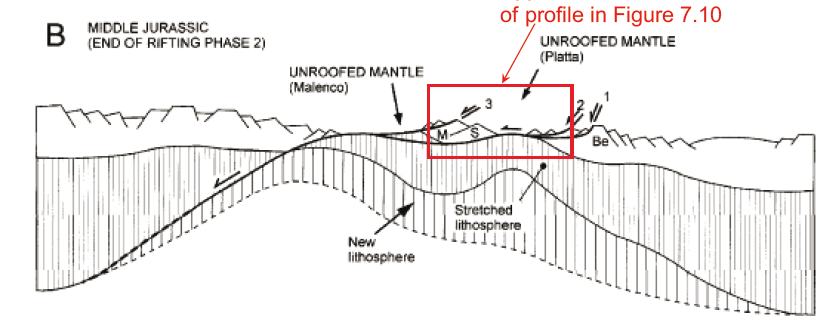 of profile in Figure 7.10
B
MIDDLE JURASSIC
(END OF RIFTING PHASE 2)
UNROOFED MANTLE
(Platta)
UNROOFED MANTLE
(Malenco)
3
2
1
M
S
Be
Stretched
lithosphere
New
lithosphere